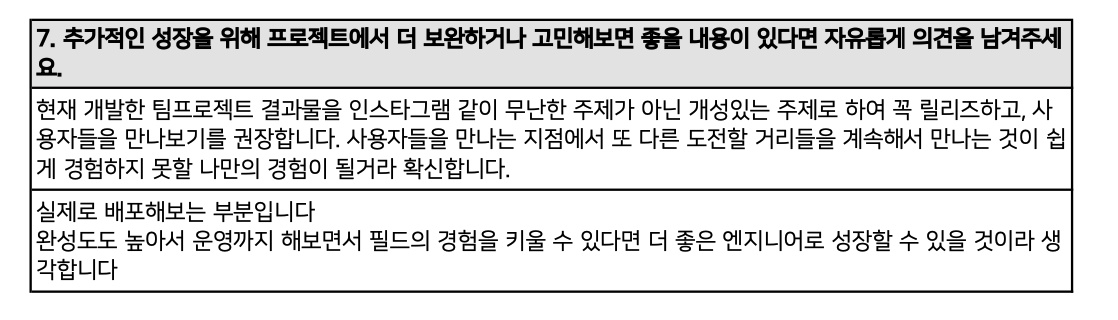 7. 추가적인 성장을 위해 프로젝트에서 더 보완하거나 고민해보면 좋을 내용이 있다면 자유롭게 의견을 남겨주세
요.
현재 개발한 팀프로젝트 결과물을 인스타그램 같이 무난한 주제가 아닌 개성있는 주제로 하여 꼭 릴리즈하고, 사
용자들을 만나보기를 권장합니다. 사용자들을 만나는 지점에서 또 다른 도전할 거리들을 계속해서 만나는 것이 쉽
게 경험하지 못할 나만의 경험이 될거라 확신합니다.
실제로 배포해보는 부분입니다
완성도도 높아서 운영까지 해보면서 필드의 경험을 키울 수 있다면 더 좋은 엔지니어로 성장할 수 있을 것이라 생
각합니다